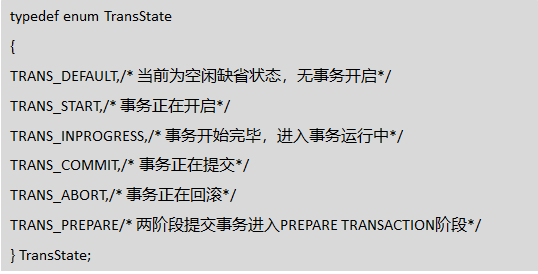 typedef enum TransState
{
TRANS_DEFAULT,/* 当前为空闲缺省状态，无事务开启*/
TRANS_START,/* 事务正在开启*/
TRANS_INPROGRESS,/* 事务开始完毕，进入事务运行中*/
TRANS_COMMIT,/* 事务正在提交*/
TRANS_ABORT,/* 事务正在回滚*/
TRANS_PREPARE/* 两阶段提交事务进入PREPARE TRANSACTION阶段*/
} TransState;